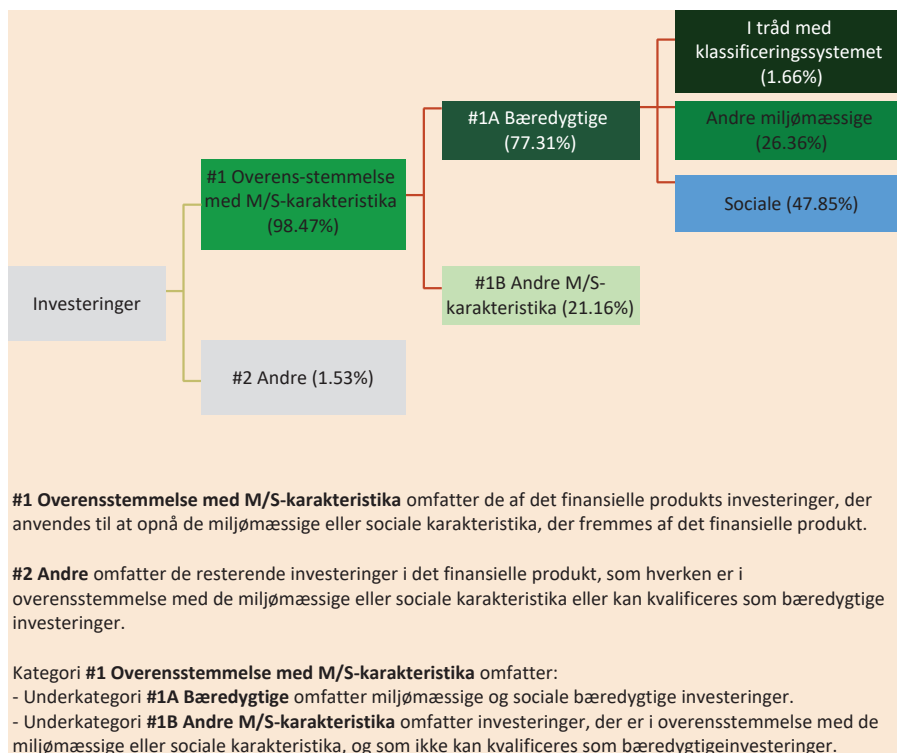 I tråd med
klassificeringssystemet
(1.66%)
#1A Bæredygtige
(77.31%)
Andre miljømæssige
(26.36%)
#1 Overens-stemmelse
med M/S-karakteristika
(98.47%)
Sociale (47.85%)
#1B Andre M/S-
karakteristika (21.16%)
Investeringer
#2 Andre (1.53%)
#1 Overensstemmelse med M/S-karakteristika omfatter de af det finansielle produkts investeringer, der
anvendes til at opnå de miljømæssige eller sociale karakteristika, der fremmes af det finansielle produkt.
#2 Andre omfatter de resterende investeringer i det finansielle produkt, som hverken er i
overensstemmelse med de miljømæssige eller sociale karakteristika eller kan kvalificeres som bæredygtige
investeringer.
Kategori #1 Overensstemmelse med M/S-karakteristika omfatter:
- Underkategori #1A Bæredygtige omfatter miljømæssige og sociale bæredygtige investeringer.
- Underkategori #1B Andre M/S-karakteristika omfatter investeringer, der er i overensstemmelse med de
miljømæssige eller sociale karakteristika, og som ikke kan kvalificeres som bæredygtigeinvesteringer.